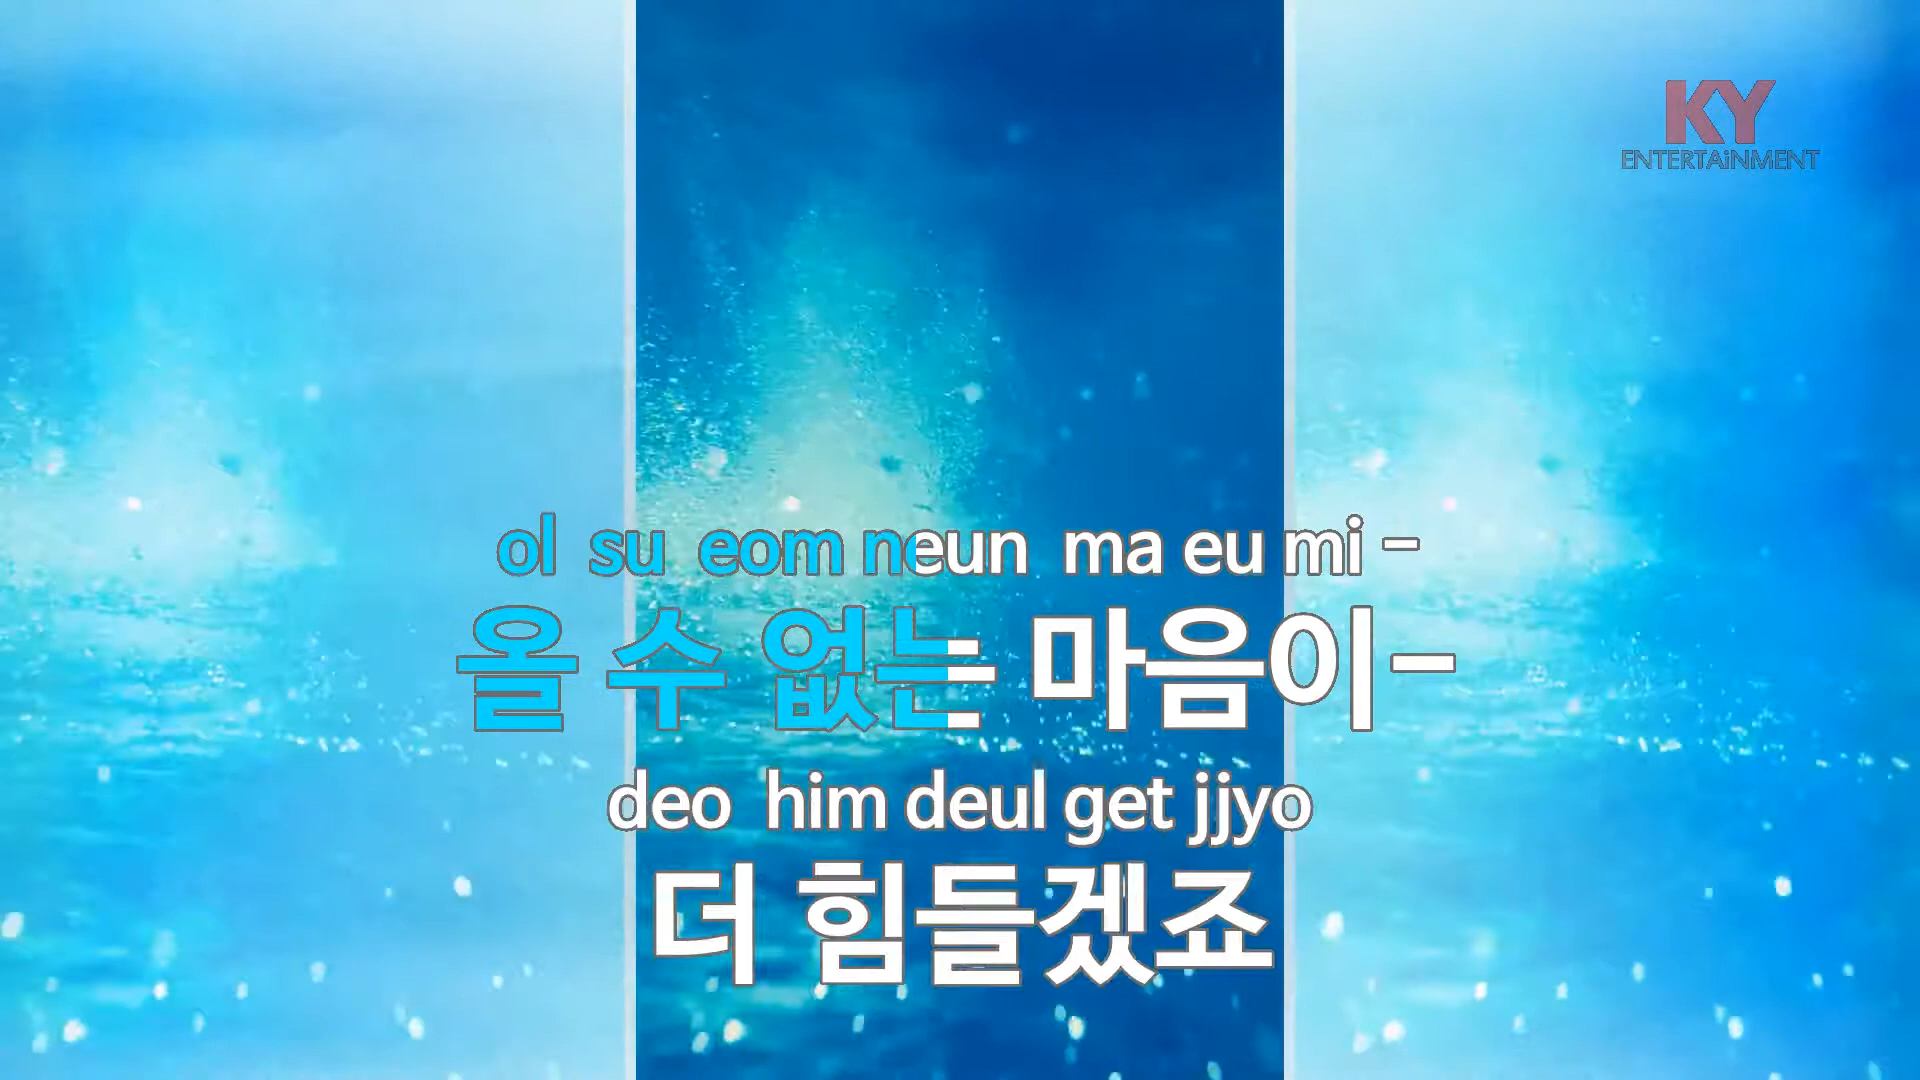 KY
ENTERTAiNMENT
ol su eom neun ma eu mi -
올 수 없는 마음이-
deo him deul get jjyo
더 힘들겠죠